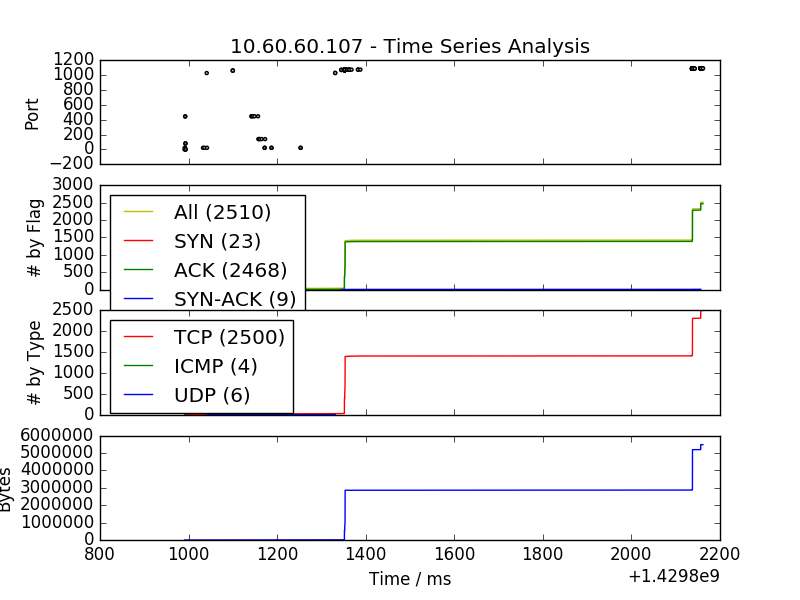 10.60.60.107 - Time Series Analysis
Port
1200
1000
800
600
400
200
0
−200
# by Flag
3000
2500
2000
1500
1000
500
0
All (2510)
SYN (23)
ACK (2468)
SYN-ACK (9)
# by Type
2500
2000
1500
1000
500
0
TCP (2500)
ICMP (4)
UDP (6)
Bytes
6000000
5000000
4000000
3000000
2000000
1000000
0
800 1000 1200 1400 1600 1800 2000 2200
Time / ms
+1.4298e9